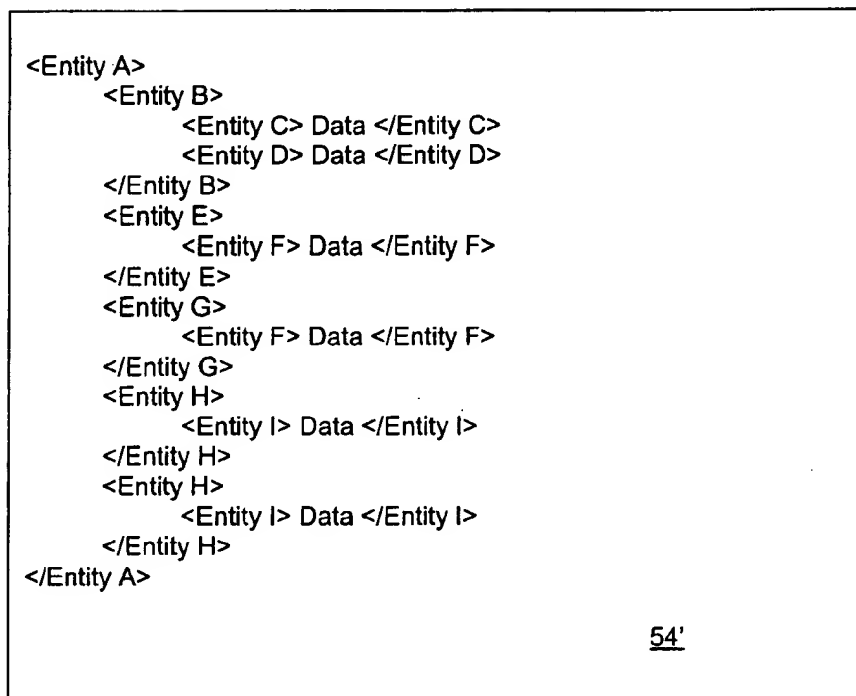 <Entity A>
<Entity B>
<Entity C> Data </Entity C>
<Entity D> Data </Entity D>
</Entity B>
<Entity E>
<Entity F> Data </Entity F>
</Entity E>
<Entity G>
<Entity F> Data </Entity F>
</Entity G>
<Entity H>
<Entity I> Data </Entity I>
</Entity H>
<Entity H>
<Entity I> Data </Entity I>
</Entity H>
</Entity A>
54'